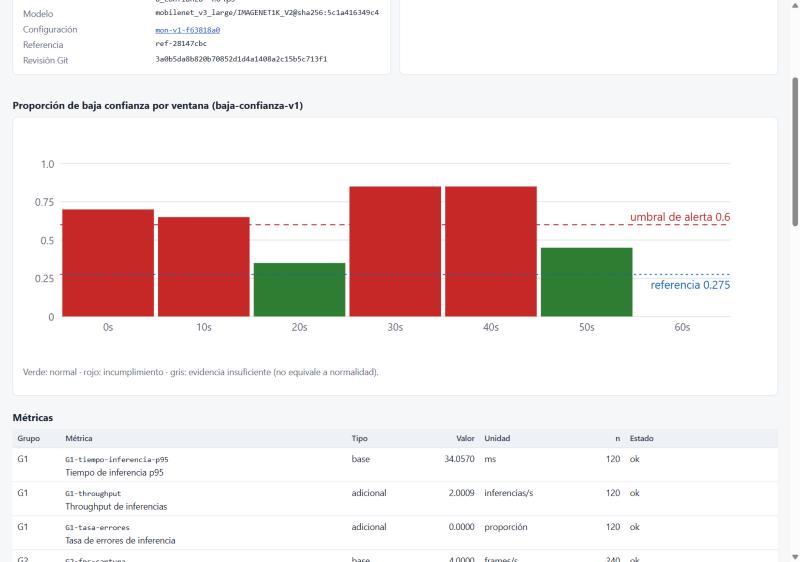 Modelo mobilenet_v3_large/IMAGENET1K_V2@sha256:5c1a416349c4
Configuración mon-v1-f63818a0
Referencia ref-28147cbc
Revisión Git 3a0b5da8b820b70852d1d4a1408a2c15b5c713f1
Proporción de baja confianza por ventana (baja-confianza-v1)
1.0
0.75
umbral de alerta 0.6
0.5
0.25
referencia 0.275
0
0s 10s 20s 30s 40s 50s 60s
Verde: normal · rojo: incumplimiento · gris: evidencia insuficiente (no equivale a normalidad).
Métricas
Grupo Métrica Tipo Valor Unidad n Estado
G1 G1-tiempo-inferencia-p95 base 34.0570 ms 120 ok
Tiempo de inferencia p95
G1 G1-throughput adicional 2.0009 inferencias/s 120 ok
Throughput de inferencias
G1 G1-tasa-errores adicional 0.0000 proporción 120 ok
Tasa de errores de inferencia
G2 G2-fps-captura base 4.0000 frames/s 240 ok